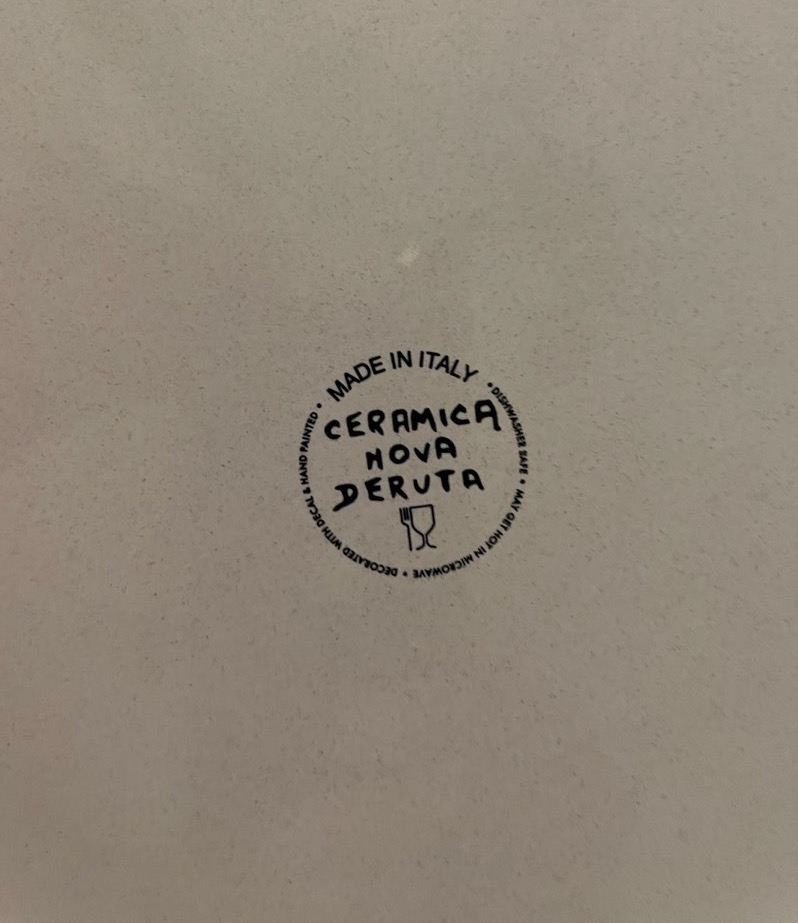 MADE IN ITALY
CERAMICA
NOVA
DERUTA
• DISHWASHER SAFE • MAY GET HOT IN MICROWAVE • DECORATED WITH DECAL & HAND PAINTED •